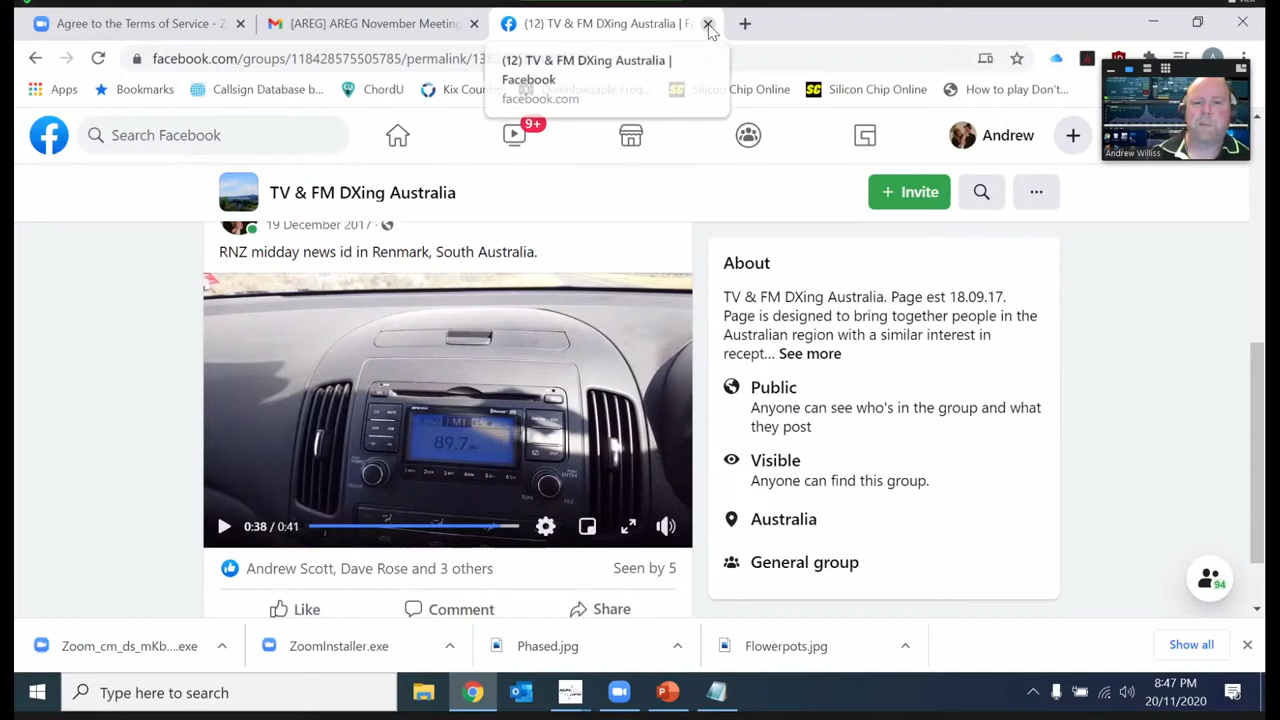 Agree to the Terms of Service - Z
[AREG] AREG November Meeting
(12) TV & FM DXing Australia | F
facebook.com/groups/118428575505785/permalink/13
(12) TV & FM DXing Australia |
Facebook
facebook.com
Apps
Bookmarks
Callsign Database b...
ChordU
Kix Coun
Downloadable Freq...
Silicon Chip Online
Silicon Chip Online
How to play Don't...
Search Facebook
9+
Andrew
Andrew Williss
TV & FM DXing Australia
Invite
19 December 2017
RNZ midday news id in Renmark, South Australia.
89.7
0:38 / 0:41
Andrew Scott, Dave Rose and 3 others
Seen by 5
Like
Comment
Share
About
TV & FM DXing Australia. Page est 18.09.17.
Page is designed to bring together people in the
Australian region with a similar interest in
recept... See more
Public
Anyone can see who's in the group and what
they post
Visible
Anyone can find this group.
Australia
General group
94
Zoom_cm_ds_mKb....exe
ZoomInstaller.exe
Phased.jpg
Flowerpots.jpg
Show all
Type here to search
8:47 PM
20/11/2020